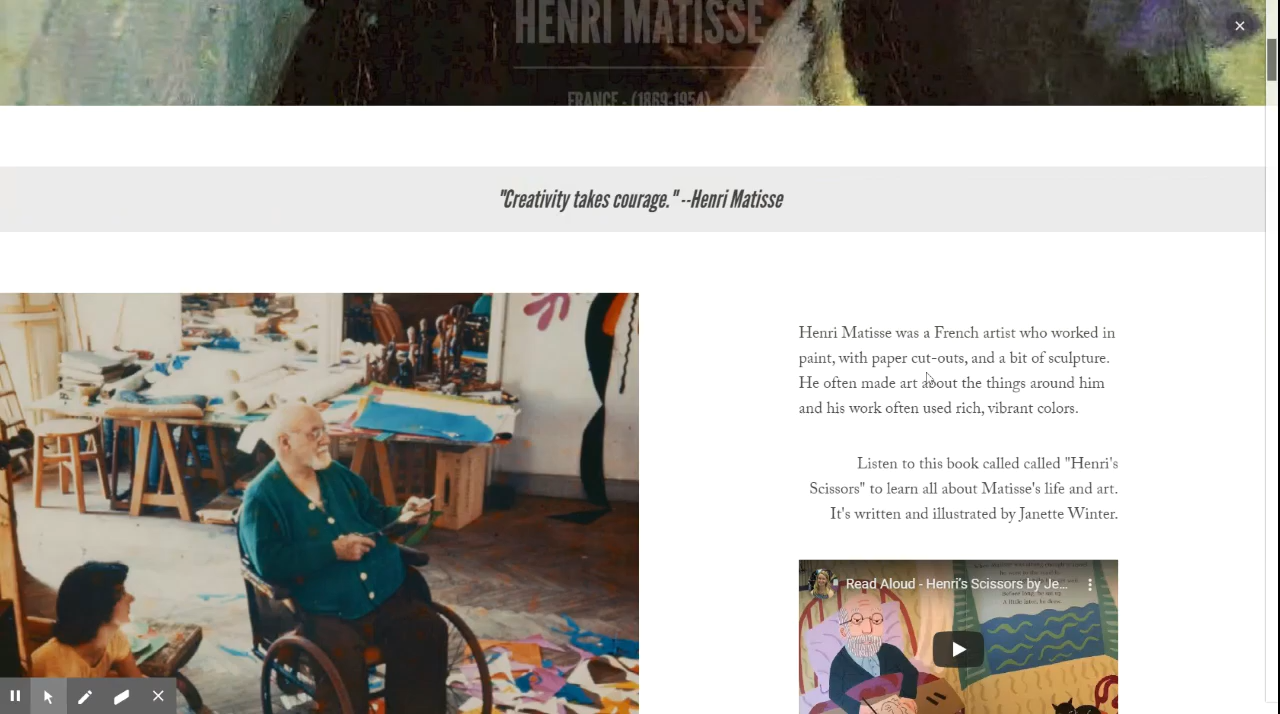 HENRI MATISSE
FRANCE - (1869-1954)
"Creativity takes courage." --Henri Matisse
Henri Matisse was a French artist who worked in
paint, with paper cut-outs, and a bit of sculpture.
He often made art about the things around him
and his work often used rich, vibrant colors.
Listen to this book called called "Henri's
Scissors" to learn all about Matisse's life and art.
It's written and illustrated by Janette Winter.
Read Aloud - Henri's Scissors by Je...